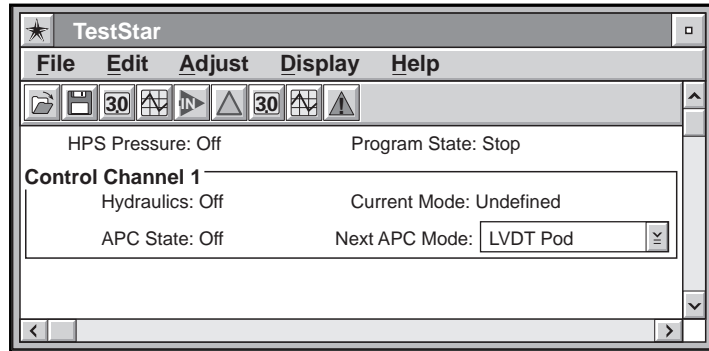 TestStar
File Edit Adjust Display Help
30 IN 30
HPS Pressure: Off Program State: Stop
Control Channel 1
Hydraulics: Off Current Mode: Undefined
APC State: Off Next APC Mode: LVDT Pod